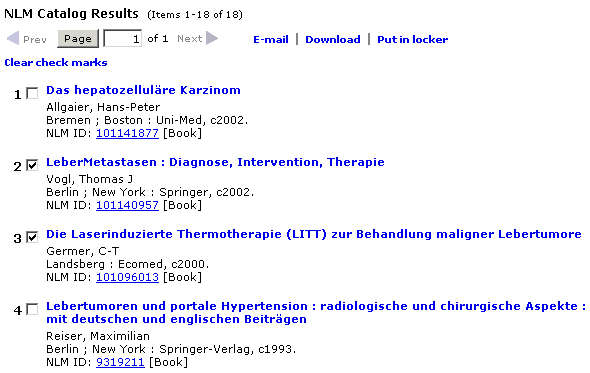 NLM Catalog Results (Items 1-18 of 18)
Prev Page 1 of 1 Next E-mail | Download | Put in locker
Clear check marks
1 Das hepatozelluläre Karzinom
Allgaier, Hans-Peter
Bremen ; Boston : Uni-Med, c2002.
NLM ID: 101141877 [Book]
2 LeberMetastasen : Diagnose, Intervention, Therapie
Vogl, Thomas J
Berlin ; New York : Springer, c2002.
NLM ID: 101140957 [Book]
3 Die Laserinduzierte Thermotherapie (LITT) zur Behandlung maligner Lebertumore
Germer, C-T
Landsberg : Ecomed, c2000.
NLM ID: 101096013 [Book]
4 Lebertumoren und portale Hypertension : radiologische und chirurgische Aspekte :
mit deutschen und englischen Beiträgen
Reiser, Maximilian
Berlin ; New York : Springer-Verlag, c1993.
NLM ID: 9319211 [Book]